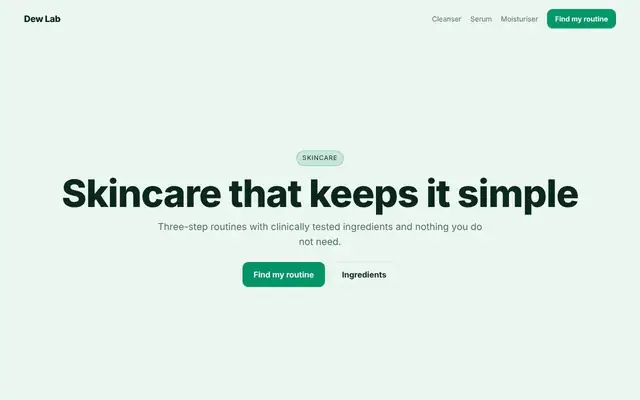 Dew Lab
Cleanser
Serum
Moisturiser
Find my routine
SKINCARE
Skincare that keeps it simple
Three-step routines with clinically tested ingredients and nothing you do
not need.
Find my routine
Ingredients